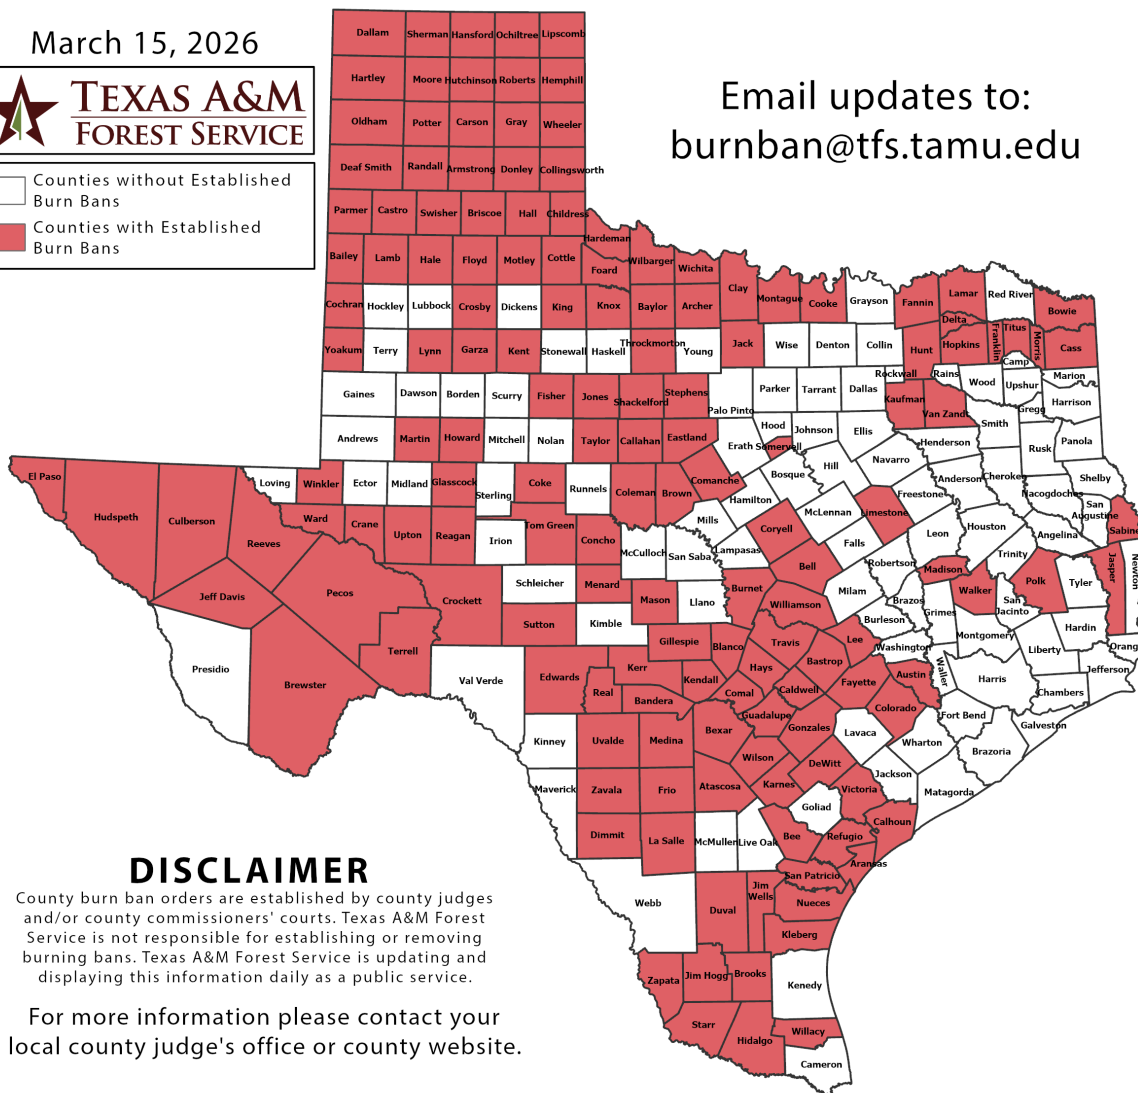 March 15, 2026
TEXAS A&M
FOREST SERVICE
Counties without Established
Burn Bans
Counties with Established
Burn Bans
Email updates to:
burnban@tfs.tamu.edu
Dallam Sherman Hansford Ochiltree Lipscomb
Hartley Moore Hutchinson Roberts Hemphill
Oldham Potter Carson Gray Wheeler
Deaf Smith Randall Armstrong Donley Collingsworth
Parmer Castro Swisher Briscoe Hall Childress
Hardeman
Bailey Lamb Hale Floyd Motley Cottle Foard Wilbarger Wichita
Clay
Cochran Hockley Lubbock Crosby Dickens King Knox Baylor Archer Montague Cooke Grayson Fannin Lamar Red River Bowie
Delta Titus
Yoakum Terry Lynn Garza Kent Stonewall Haskell Throckmorton Young Jack Wise Denton Collin Hunt Hopkins Franklin Morris Cass
Camp
Rockwall Rains Wood Upshur Marion
Gaines Dawson Borden Scurry Fisher Jones Shackelford Stephens Palo Pinto Parker Tarrant Dallas Kaufman Van Zandt Smith Gregg Harrison
Andrews Martin Howard Mitchell Nolan Taylor Callahan Eastland Erath Hood Somervell Johnson Ellis Henderson Rusk Panola
Loving Winkler Ector Midland Glasscock Sterling Coke Runnels Coleman Brown Comanche Hamilton Bosque Hill Navarro Anderson Cherokee Shelby
El Paso Hudspeth Culberson Reeves Ward Crane Upton Reagan Irion Tom Green Concho McCulloch San Saba Mills Lampasas Coryell McLennan Limestone Freestone Leon Houston Nacogdoches San Augustine Sabine
Angelina Trinity
Jeff Davis Pecos Crockett Schleicher Menard Mason Llano Burnet Bell Falls Robertson Madison Walker Polk Tyler Jasper Newton
Sutton Kimble Williamson Milam Brazos Grimes San Jacinto Hardin
Burleson Montgomery Liberty Orang
Presidio Brewster Terrell Val Verde Edwards Gillespie Blanco Travis Lee Washington Jefferson
Real Kerr Kendall Hays Bastrop Austin Waller Harris Chambers
Bandera Comal Caldwell Fayette Colorado Fort Bend Galveston
Guadalupe Gonzales Lavaca Wharton Brazoria
Kinney Uvalde Medina Bexar Wilson DeWitt Jackson Matagorda
Maverick Zavala Frio Atascosa Karnes Victoria
Goliad Calhoun
Dimmit La Salle McMullen Live Oak Bee Refugio
Aransas
San Patricio
Webb Duval Jim Wells Nueces
Kleberg
Zapata Jim Hogg Brooks Kenedy
Starr Hidalgo Willacy
Cameron
DISCLAIMER
County burn ban orders are established by county judges
and/or county commissioners' courts. Texas A&M Forest
Service is not responsible for establishing or removing
burning bans. Texas A&M Forest Service is updating and
displaying this information daily as a public service.
For more information please contact your
local county judge's office or county website.